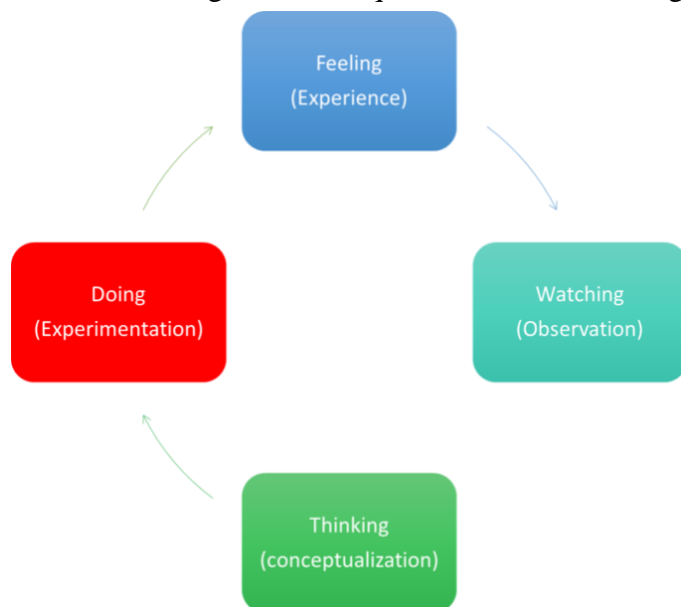 Feeling
(Experience)
Doing
(Experimentation)
Watching
(Observation)
Thinking
(conceptualization)